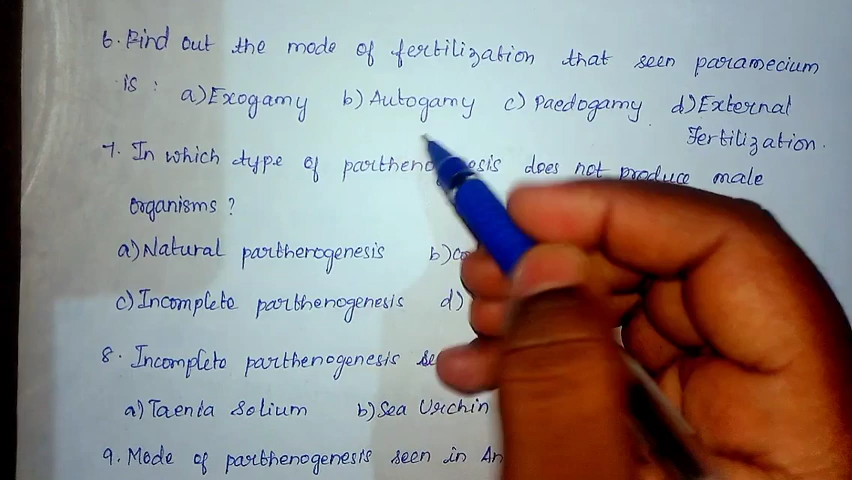 6. Find out the mode of fertilization that seen paramecium
is : a) Exogamy b) Autogamy c) Paedogamy d) External
Fertilization.
7. In which type of parthenogenesis does not produce male
organisms ?
a) Natural parthenogenesis b)
c) Incomplete parthenogenesis d)
8. Incomplete parthenogenesis
a) Taenia Solium b) Sea Urchin
9. Mode of parthenogenesis seen in An